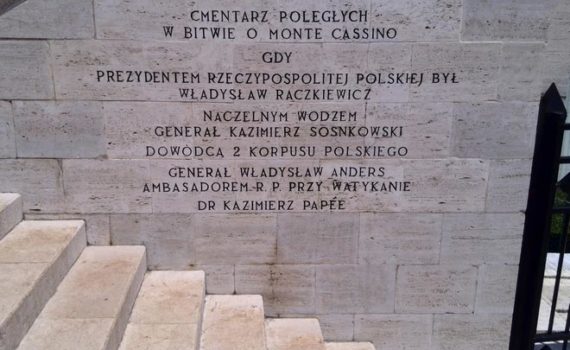 CMENTARZ POLEGŁYCH
W BITWIE O MONTE CASSINO
GDY
PREZYDENTEM RZECZYPOSPOLITEJ POLSKIEJ BYŁ
WŁADYSŁAW RACZKIEWICZ
NACZELNYM WODZEM
GENERAŁ KAZIMIERZ SOSNKOWSKI
DOWÓDCĄ 2 KORPUSU POLSKIEGO
GENERAŁ WŁADYSŁAW ANDERS
AMBASADOREM R. P. PRZY WATYKANIE
DR KAZIMIERZ PAPÉE